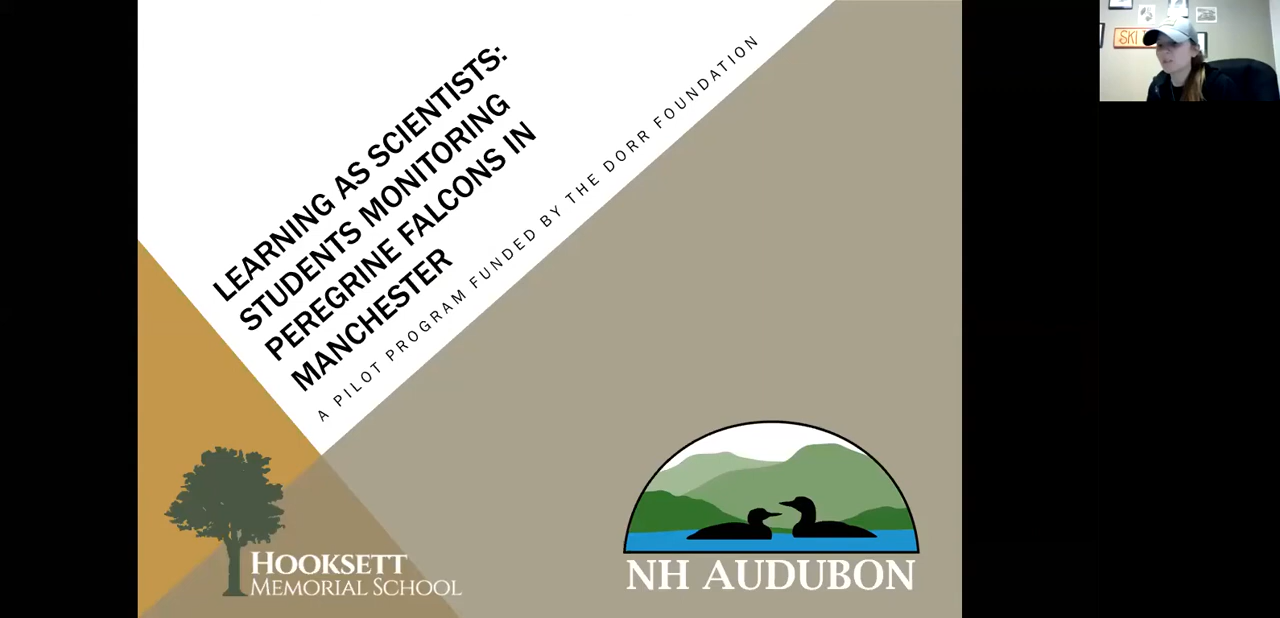 LEARNING AS SCIENTISTS:
STUDENTS MONITORING
PEREGRINE FALCONS IN
MANCHESTER
A PILOT PROGRAM FUNDED BY THE DORR FOUNDATION
HOOKSETT
MEMORIAL SCHOOL
NH AUDUBON
SKI